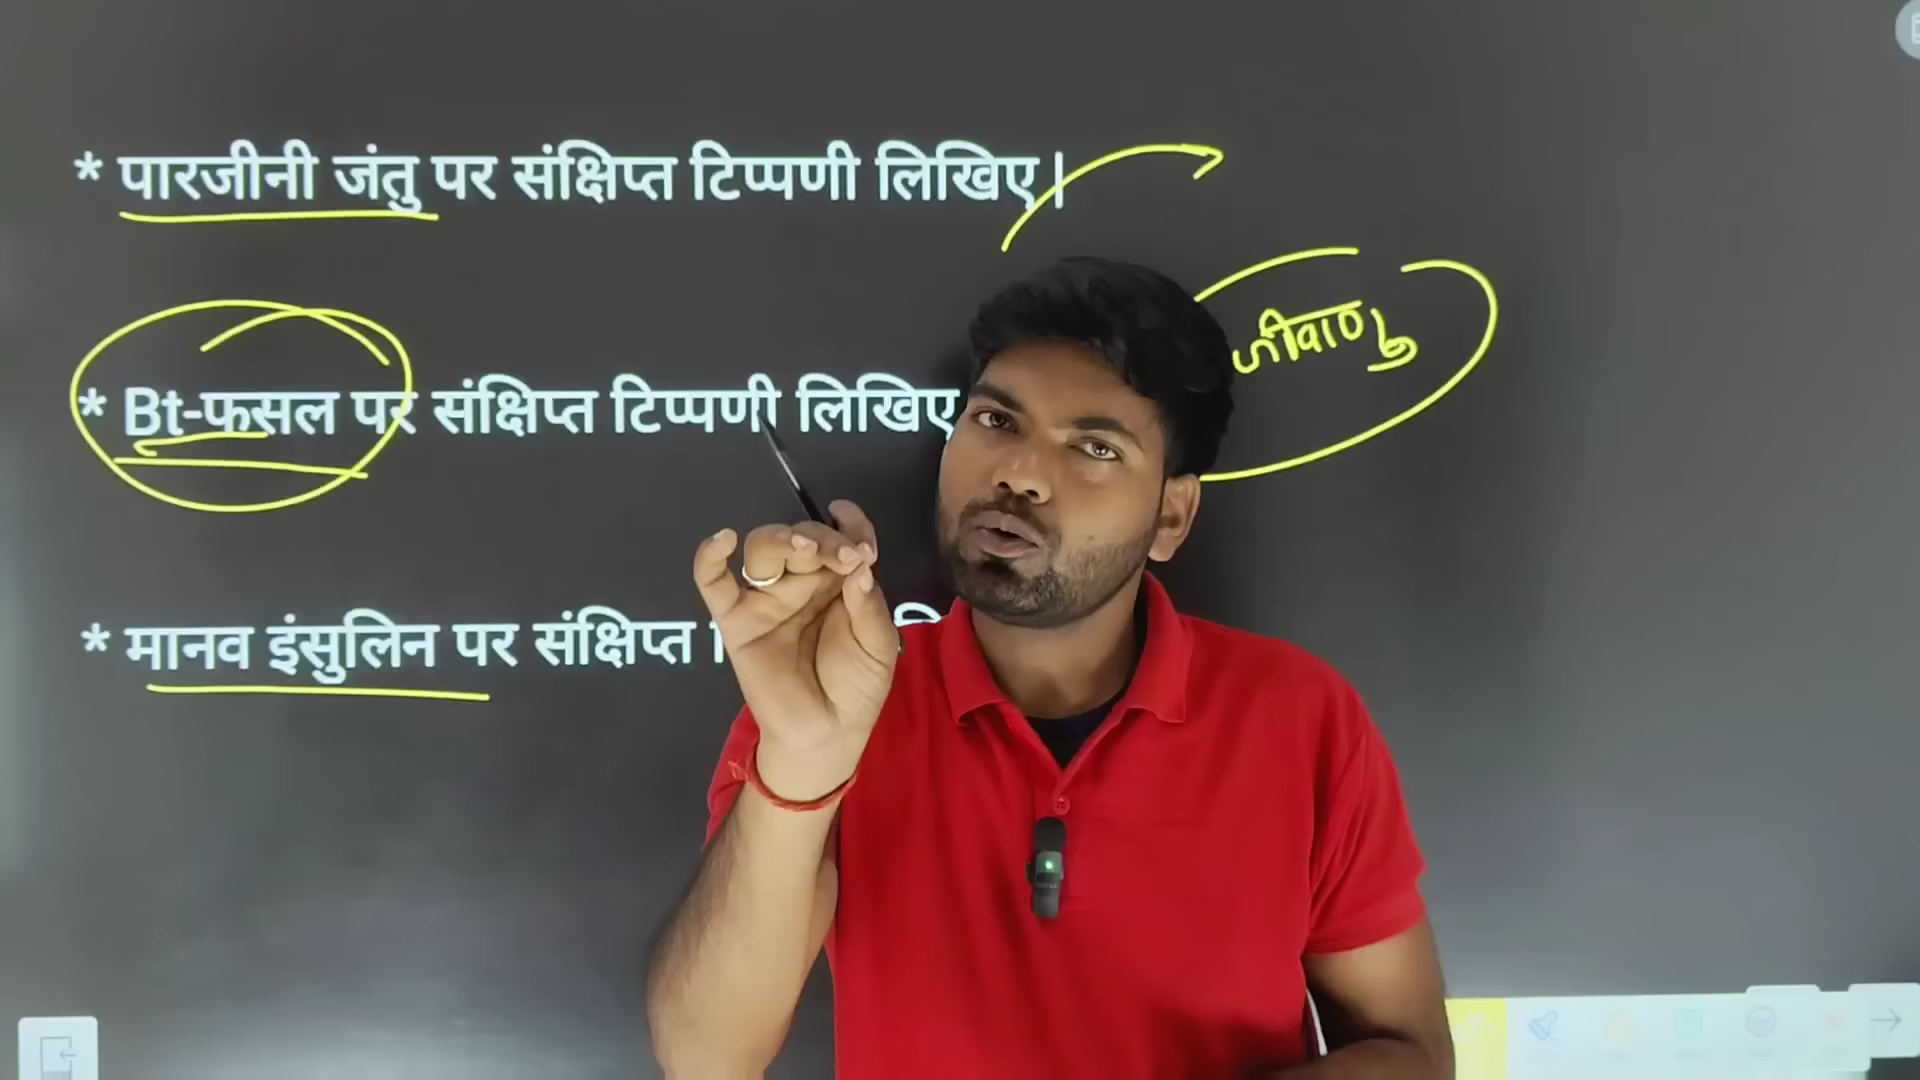 * पारजीनी जंतु पर संक्षिप्त टिप्पणी लिखिए |
जीवाणु
* Bt-फसल पर संक्षिप्त टिप्पणी लिखिए
* मानव इंसुलिन पर संक्षिप्त